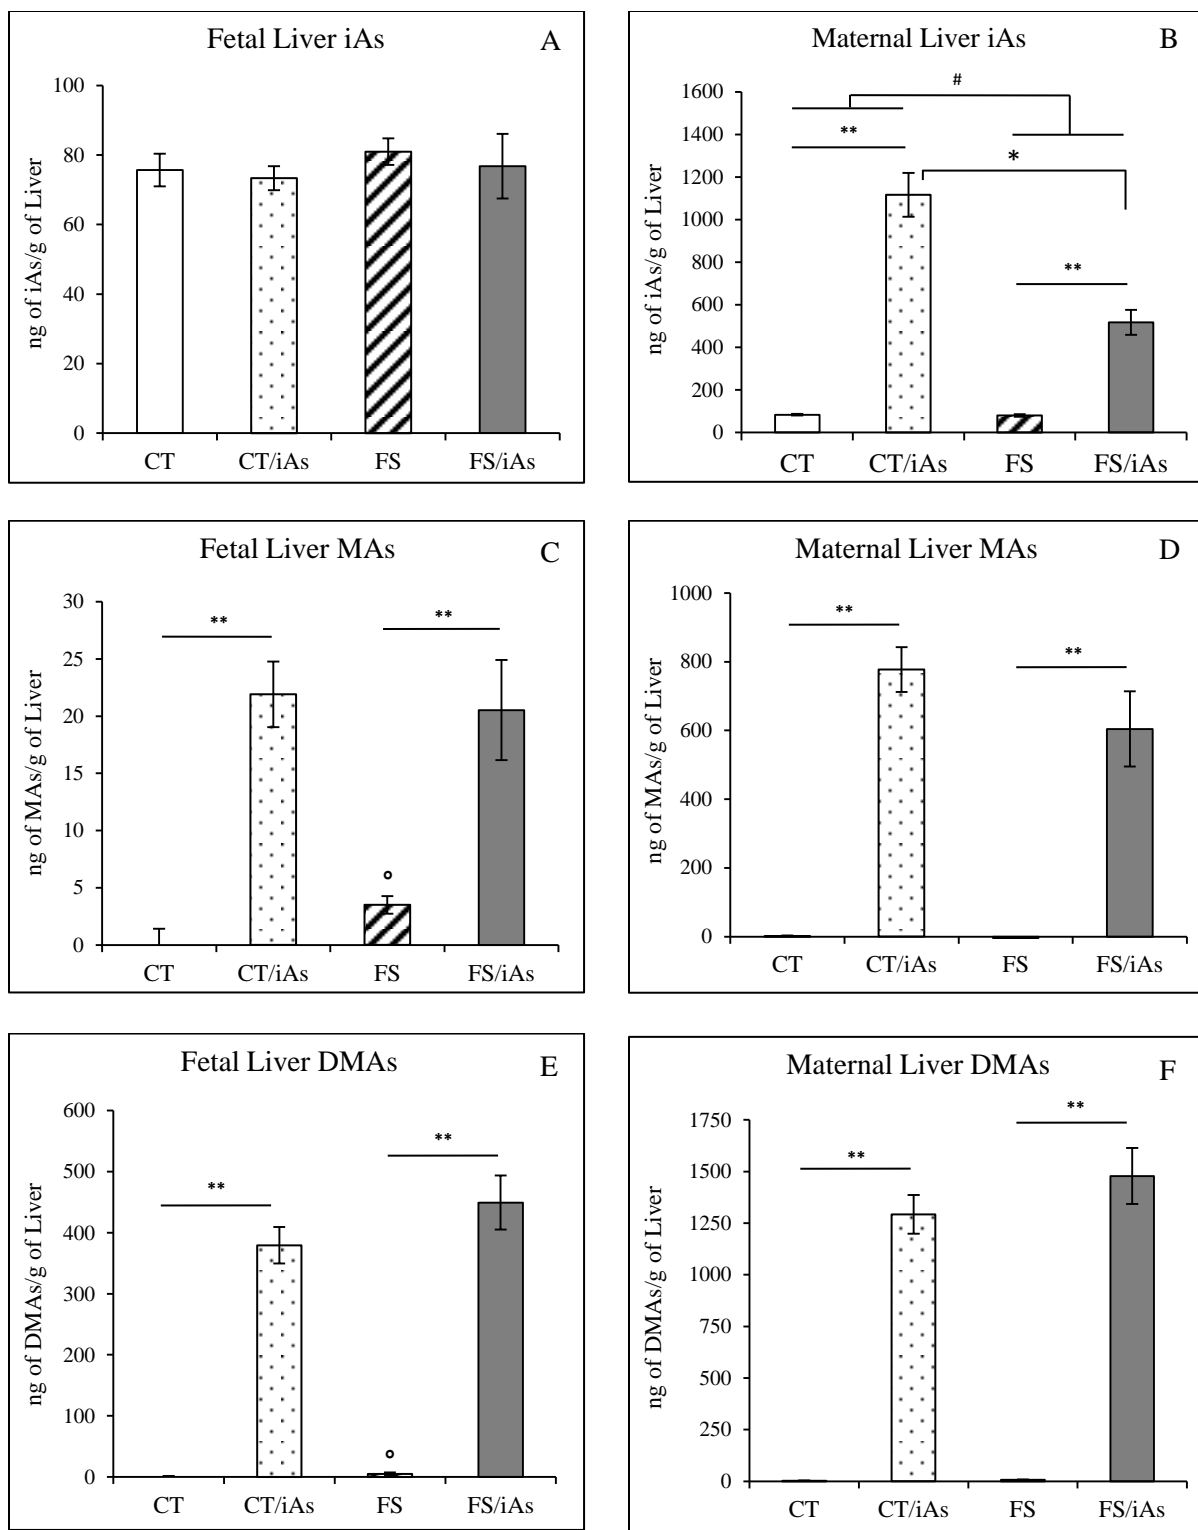 Fetal Liver iAs
A
ng of iAs/g of Liver
100
80
60
40
20
0
CT
CT/iAs
FS
FS/iAs
Maternal Liver iAs
B
ng of iAs/g of Liver
1600
1400
1200
1000
800
600
400
200
0
#
**
*
**
CT
CT/iAs
FS
FS/iAs
Fetal Liver MAs
C
ng of MAs/g of Liver
30
25
20
15
10
5
0
**
**
CT
CT/iAs
FS
FS/iAs
Maternal Liver MAs
D
ng of MAs/g of Liver
1000
800
600
400
200
0
**
**
CT
CT/iAs
FS
FS/iAs
Fetal Liver DMAs
E
ng of DMAs/g of Liver
600
500
400
300
200
100
0
**
**
CT
CT/iAs
FS
FS/iAs
Maternal Liver DMAs
F
ng of DMAs/g of Liver
1750
1500
1250
1000
750
500
250
0
**
**
CT
CT/iAs
FS
FS/iAs